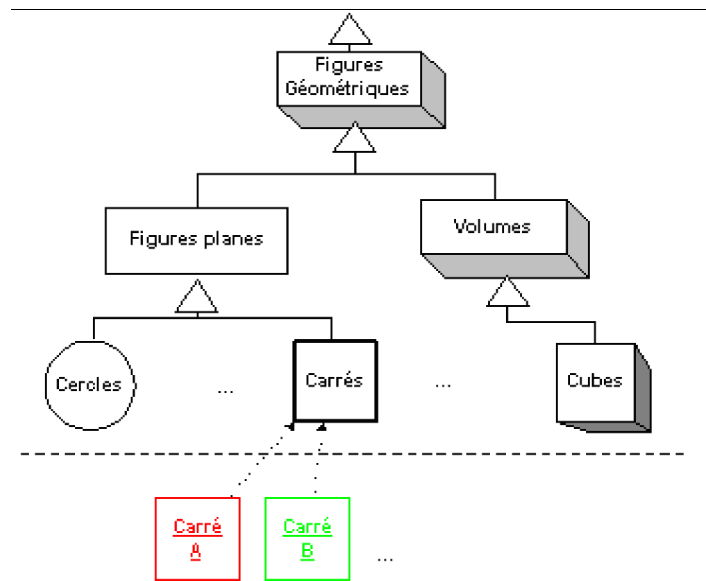 Figures
Géométriques
Figures planes
Volumes
Cercles
...
Carrés
...
Cubes
Carré
A
Carré
B
...